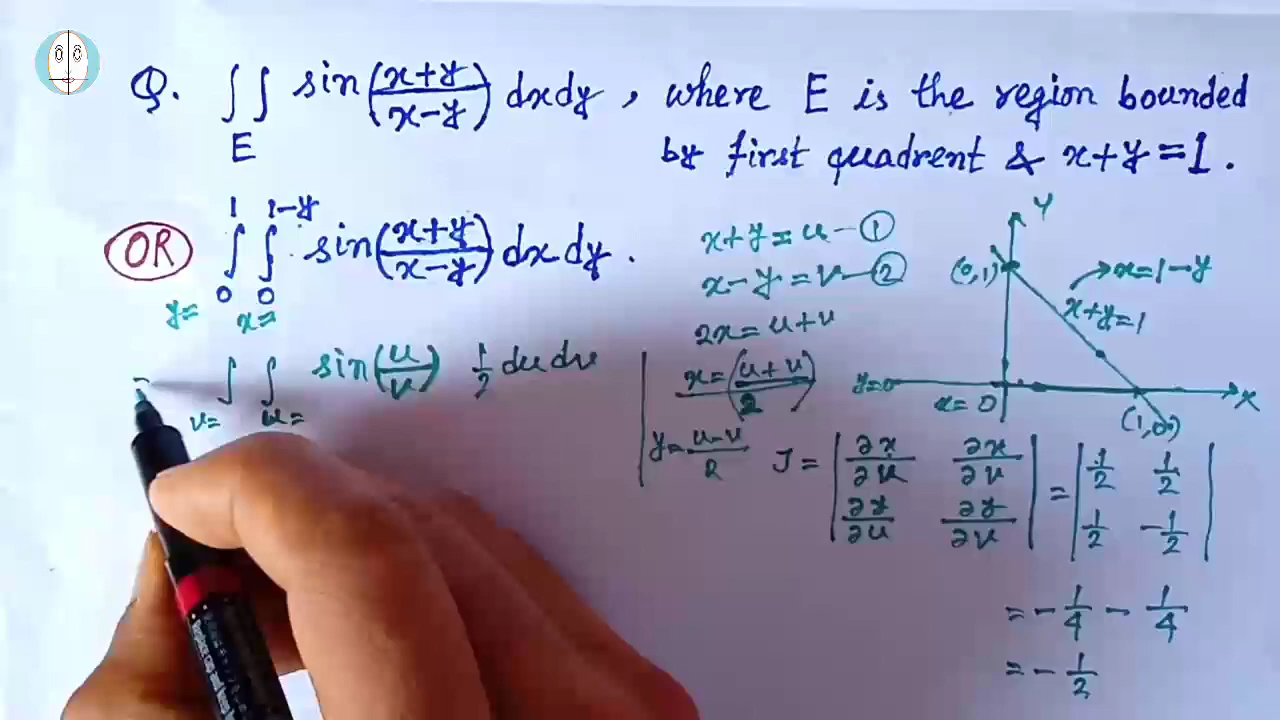 Q. ∫∫ sin(x+y/x-y) dxdy, where E is the region bounded
E
by first quadrent & x+y=1.
OR
1 1-y
∫ ∫ sin(x+y/x-y) dx dy.
0 0
y= x=
= ∫ ∫ sin(u/v) 1/2 du dv
v= u=
x+y=u-①
x-y=v-②
2x=u+v
x=(u+v/2)
y=u-v/2
Y
(0,1)
x=1-y
x+y=1
y=0
x=0
(1,0)
X
J = |∂x/∂u ∂x/∂v| = |1/2 1/2|
|∂y/∂u ∂y/∂v| |1/2 -1/2|
= -1/4 - 1/4
= -1/2